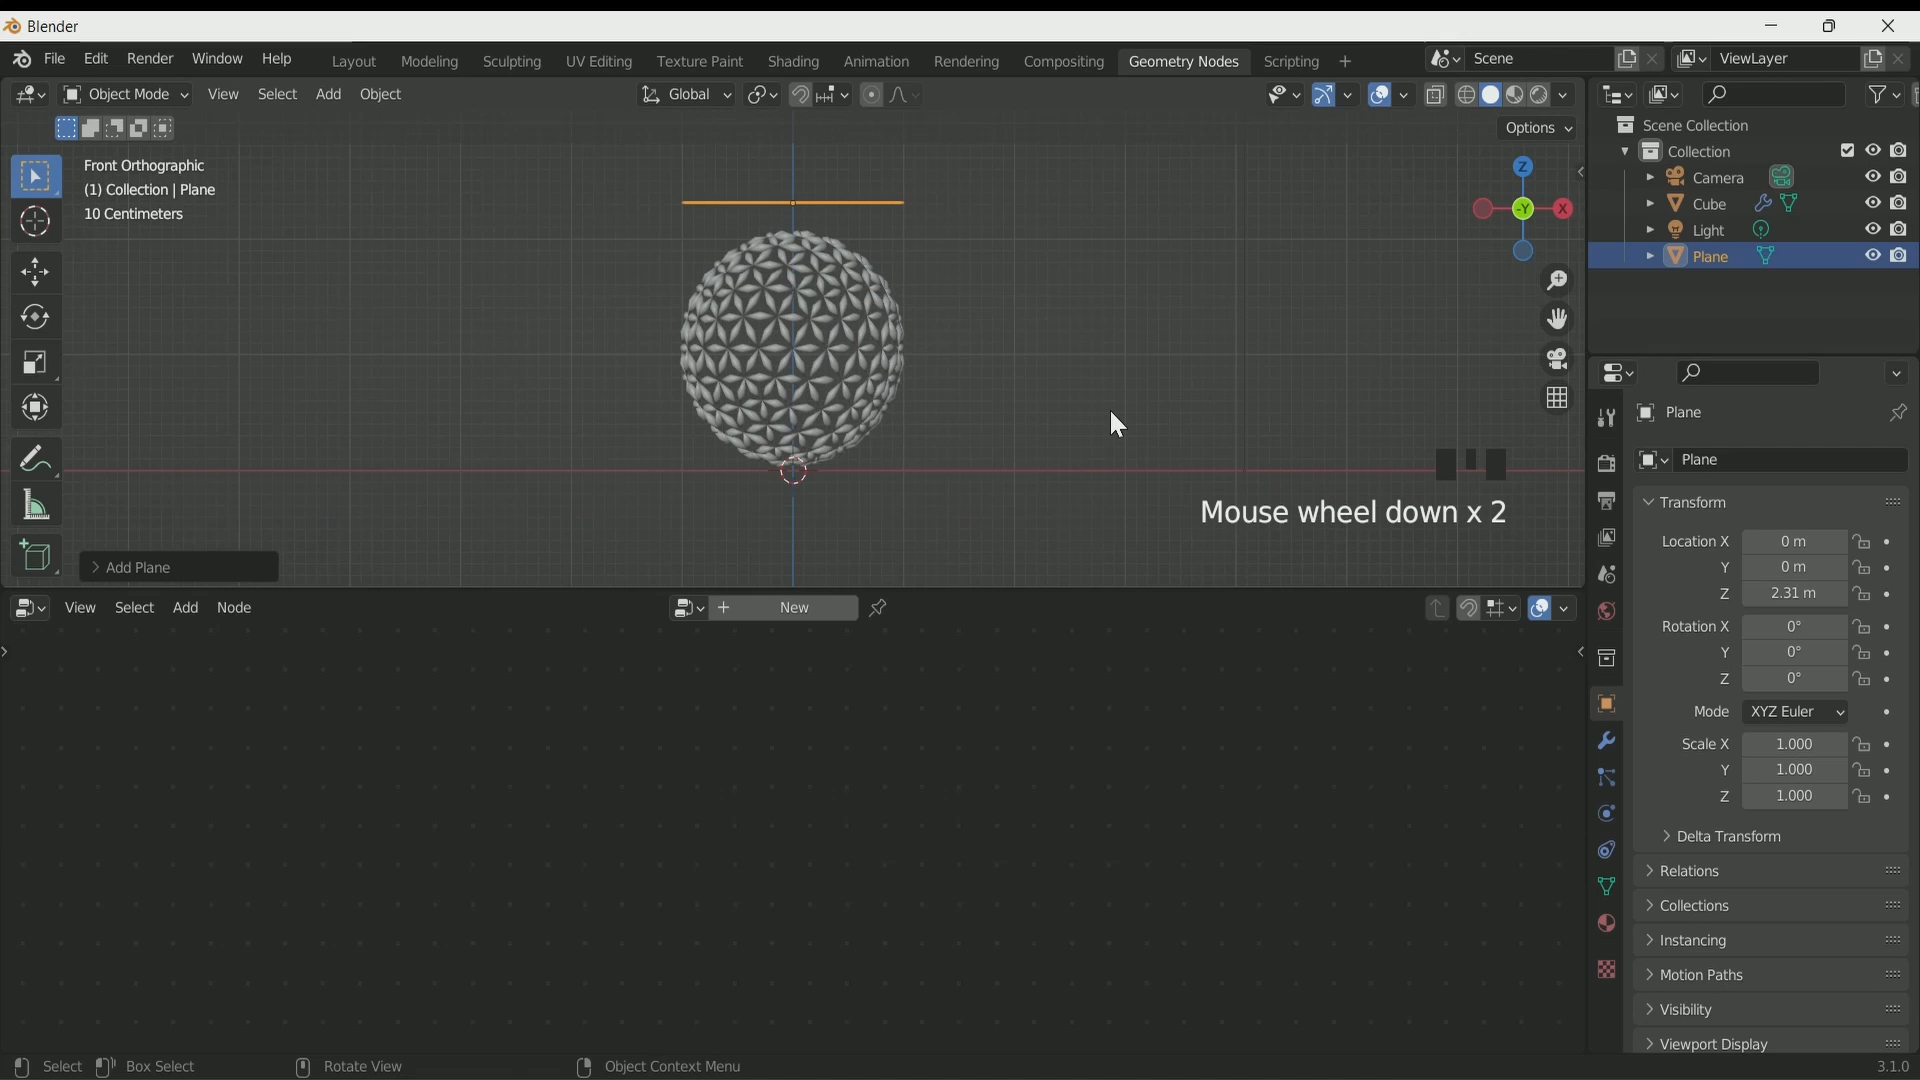 Blender
File Edit Render Window Help
Layout Modeling Sculpting UV Editing Texture Paint Shading Animation Rendering Compositing Geometry Nodes Scripting +
Scene
ViewLayer
Object Mode View Select Add Object
Global
Options
Front Orthographic
(1) Collection | Plane
10 Centimeters
Z
-Y
X
Mouse wheel down x 2
Add Plane
Scene Collection
Collection
Camera
Cube
Light
Plane
Plane
Plane
Transform
Location X 0 m
Y 0 m
Z 2.31 m
Rotation X 0°
Y 0°
Z 0°
Mode XYZ Euler
Scale X 1.000
Y 1.000
Z 1.000
Delta Transform
Relations
Collections
Instancing
Motion Paths
Visibility
Viewport Display
View Select Add Node
+ New
Select Box Select Rotate View Object Context Menu
3.1.0